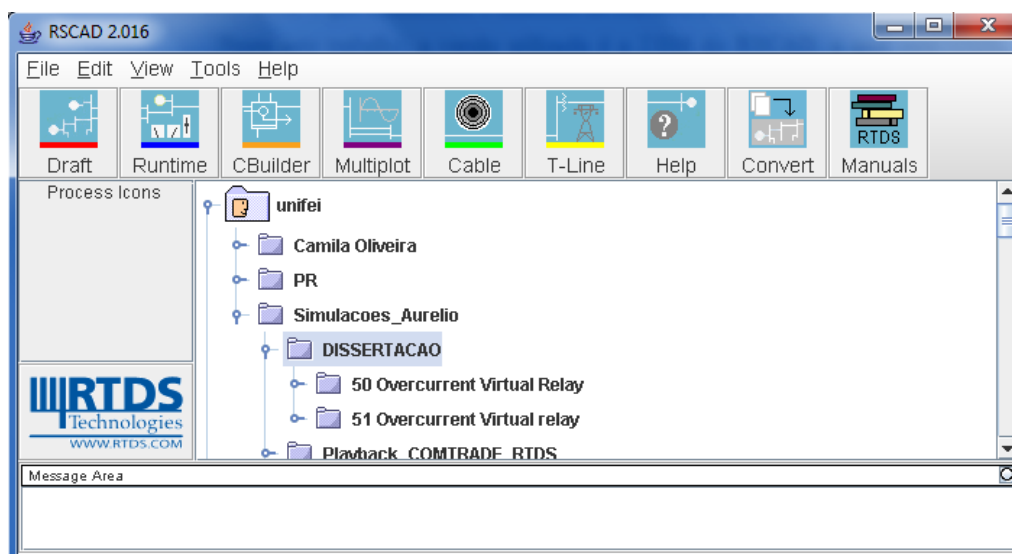 RSCAD 2.016
File Edit View Tools Help
RTDS
Draft Runtime CBuilder Multiplot Cable T-Line Help Convert Manuals
Process Icons
unifei
Camila Oliveira
PR
Simulacoes_Aurelio
DISSERTACAO
50 Overcurrent Virtual Relay
51 Overcurrent Virtual relay
Playback_COMTRADE_RTDS
RTDS
Technologies
WWW.RTDS.COM
Message Area